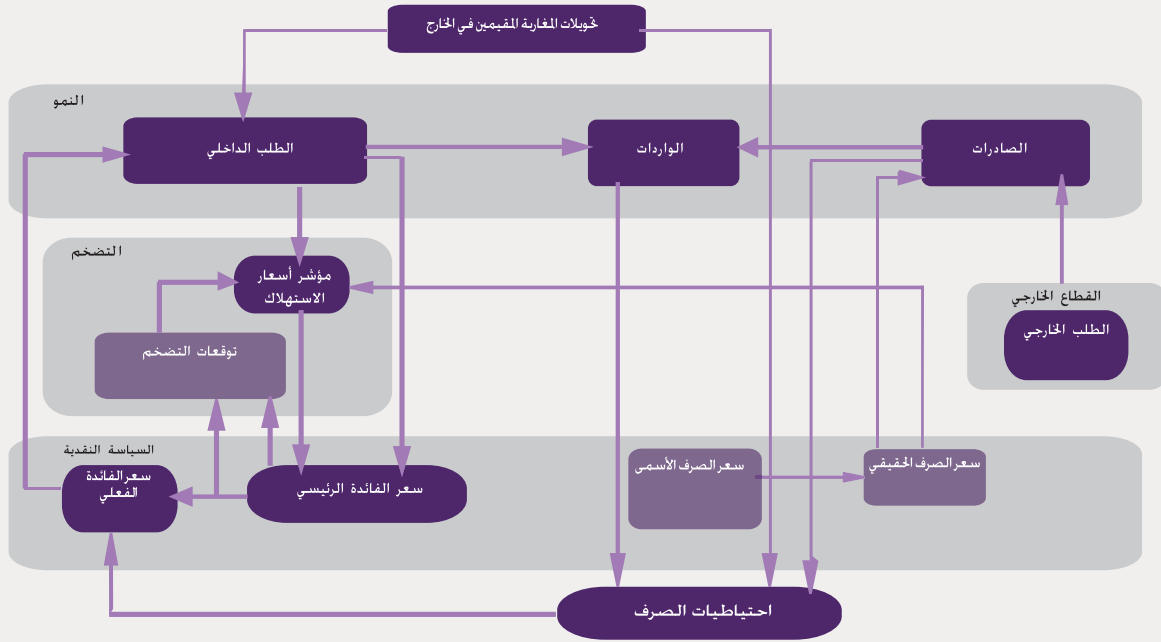 تحويلات المغاربة المقيمين في الخارج
النمو
الصادرات
الواردات
الطلب الداخلي
التضخم
مؤشر أسعار
الاستهلاك
توقعات التضخم
القطاع الخارجي
الطلب الخارجي
السياسة النقدية
سعر الصرف الحقيقي
سعر الصرف الأسمى
سعر الفائدة الرئيسي
سعر الفائدة
الفعلي
احتياطيات الصرف